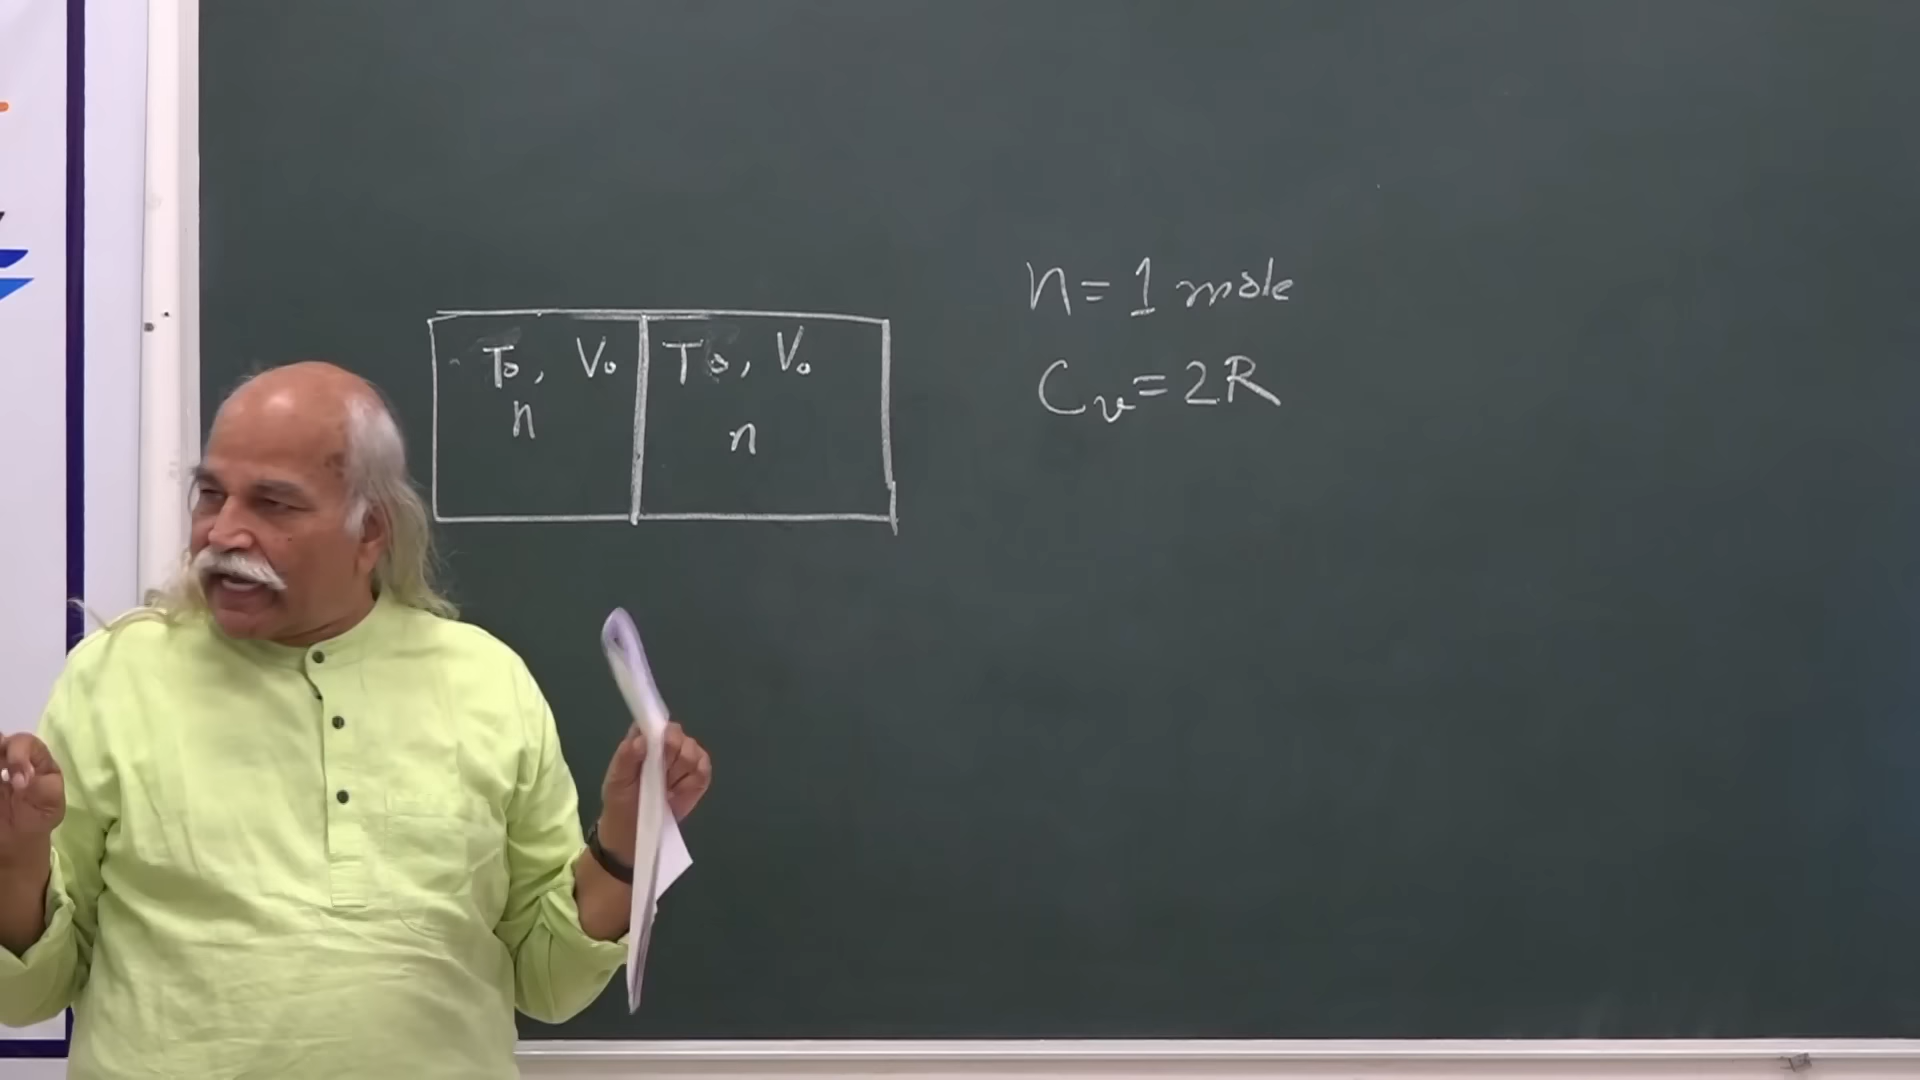 T₀, V₀
n
T₀, V₀
n
n = 1 mole
Cᵥ = 2R